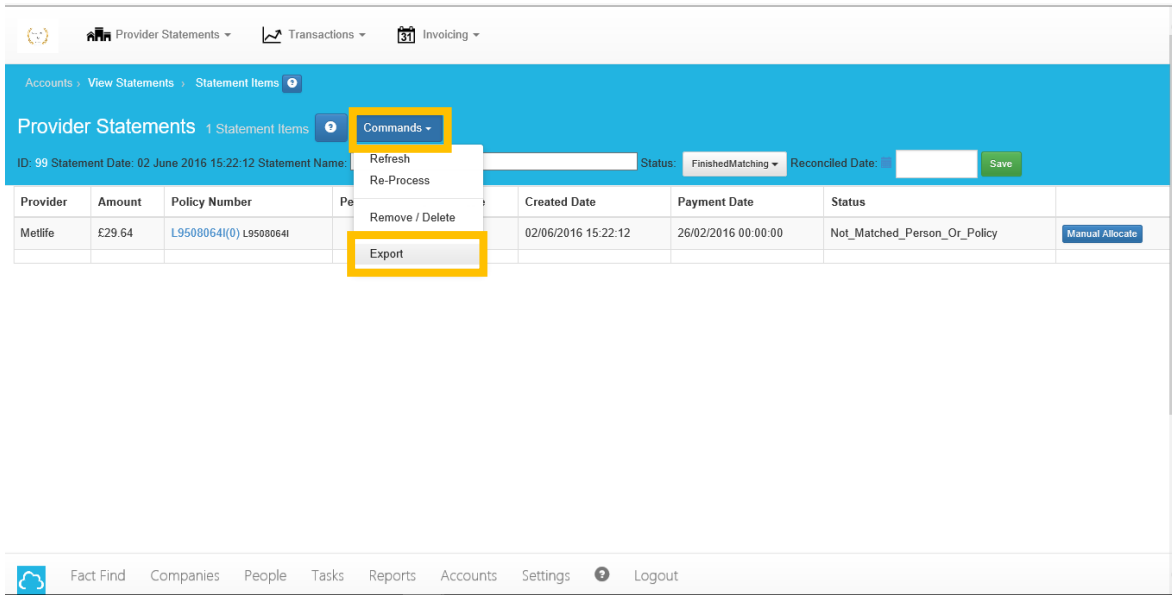 Provider Statements Transactions 31 Invoicing
Accounts › View Statements › Statement Items ?
Provider Statements 1 Statement Items ? Commands
ID: 99 Statement Date: 02 June 2016 15:22:12 Statement Name: Status: FinishedMatching Reconciled Date: Save
Refresh
Re-Process
Remove / Delete
Export
Provider Amount Policy Number Created Date Payment Date Status
Metlife £29.64 L9508064I(0) L9508064I 02/06/2016 15:22:12 26/02/2016 00:00:00 Not_Matched_Person_Or_Policy Manual Allocate
Fact Find Companies People Tasks Reports Accounts Settings ? Logout